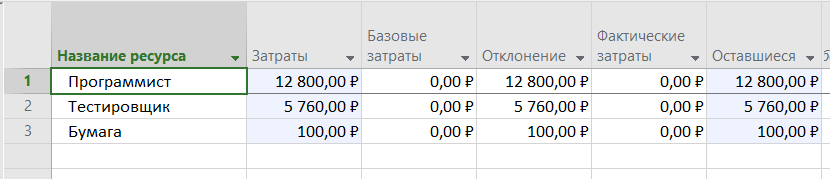 Название ресурса Затраты Базовые затраты Отклонение Фактические затраты Оставшиеся
1 Программист 12 800,00 ₽ 0,00 ₽ 12 800,00 ₽ 0,00 ₽ 12 800,00 ₽
2 Тестировщик 5 760,00 ₽ 0,00 ₽ 5 760,00 ₽ 0,00 ₽ 5 760,00 ₽
3 Бумага 100,00 ₽ 0,00 ₽ 100,00 ₽ 0,00 ₽ 100,00 ₽